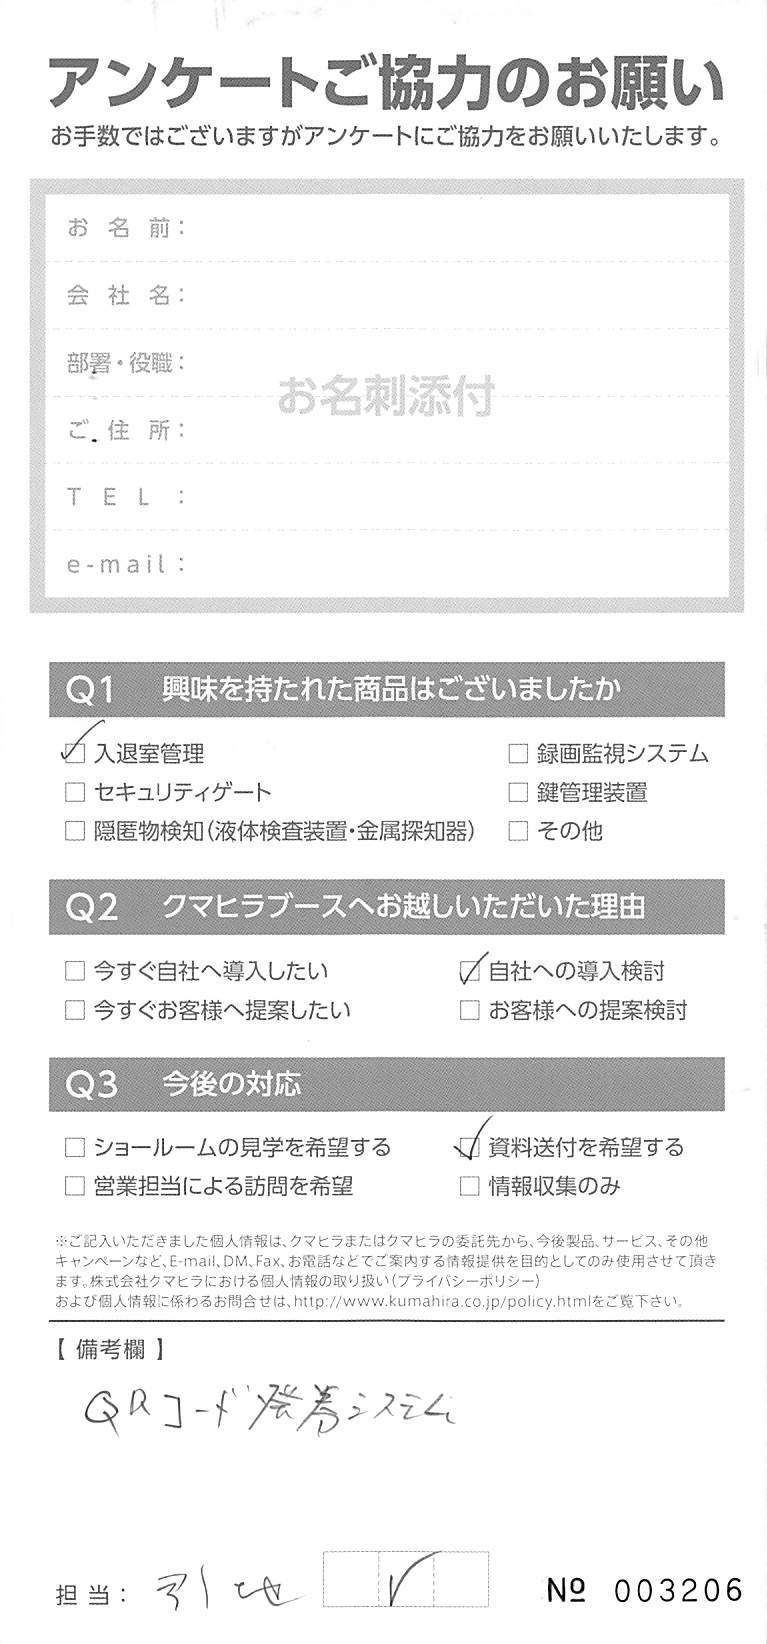 アンケートご協力のお願い
お手数ではございますがアンケートにご協力をお願いいたします。
お名前：
会社名：
部署・役職：
お名刺添付
ご住所：
TEL：
e-mail：
Q1 興味を持たれた商品はございましたか
☑ 入退室管理 □ 録画監視システム
□ セキュリティゲート □ 鍵管理装置
□ 隠匿物検知（液体検査装置・金属探知器） □ その他
Q2 クマヒラブースへお越しいただいた理由
□ 今すぐ自社へ導入したい ☑ 自社への導入検討
□ 今すぐお客様へ提案したい □ お客様への提案検討
Q3 今後の対応
□ ショールームの見学を希望する ☑ 資料送付を希望する
□ 営業担当による訪問を希望 □ 情報収集のみ
※ご記入いただきました個人情報は、クマヒラまたはクマヒラの委託先から、今後製品、サービス、その他
キャンペーンなど、E-mail、DM、Fax、お電話などでご案内する情報提供を目的としてのみ使用させて頂き
ます。株式会社クマヒラにおける個人情報の取り扱い（プライバシーポリシー）
および個人情報に係わるお問合せは、http://www.kumahira.co.jp/policy.htmlをご覧下さい。
【 備考欄 】
QRコード発券システム
担当： 引地 № 003206